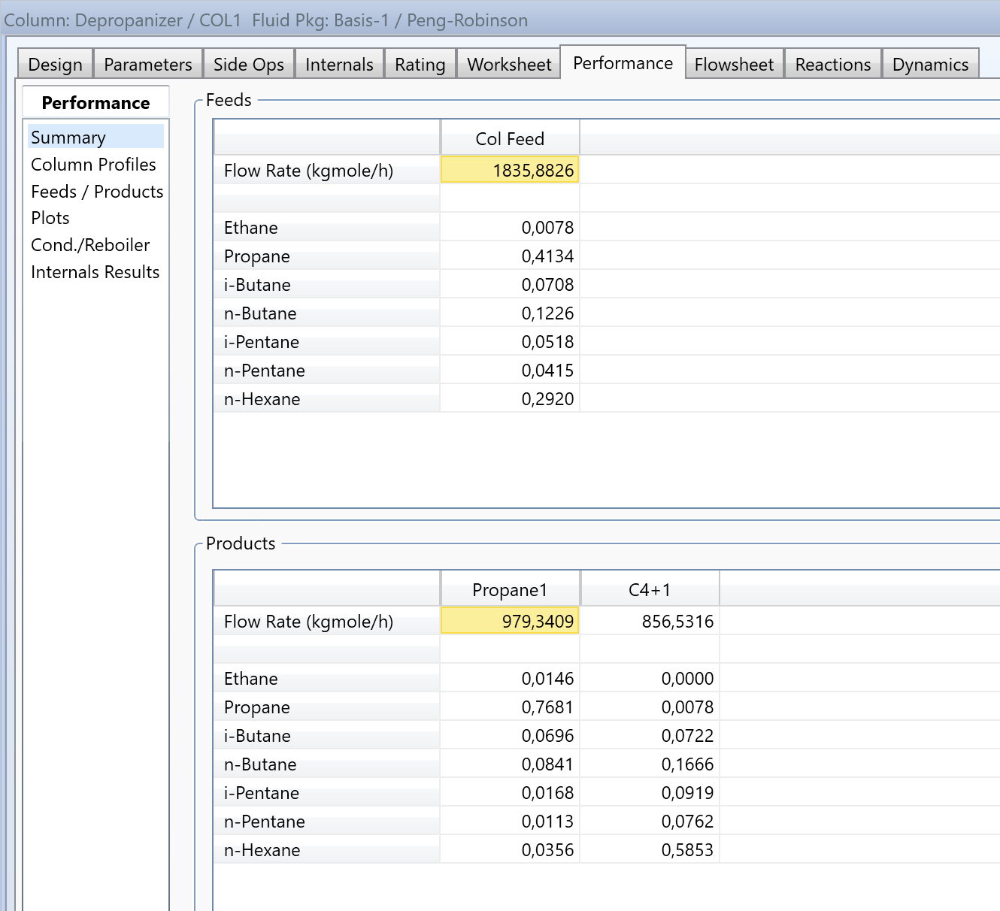 Column: Depropanizer / COL1 Fluid Pkg: Basis-1 / Peng-Robinson
Design Parameters Side Ops Internals Rating Worksheet Performance Flowsheet Reactions Dynamics
Performance
Summary
Column Profiles
Feeds / Products
Plots
Cond./Reboiler
Internals Results
Feeds
Col Feed
Flow Rate (kgmole/h) 1835,8826
Ethane 0,0078
Propane 0,4134
i-Butane 0,0708
n-Butane 0,1226
i-Pentane 0,0518
n-Pentane 0,0415
n-Hexane 0,2920
Products
Propane1 C4+1
Flow Rate (kgmole/h) 979,3409 856,5316
Ethane 0,0146 0,0000
Propane 0,7681 0,0078
i-Butane 0,0696 0,0722
n-Butane 0,0841 0,1666
i-Pentane 0,0168 0,0919
n-Pentane 0,0113 0,0762
n-Hexane 0,0356 0,5853